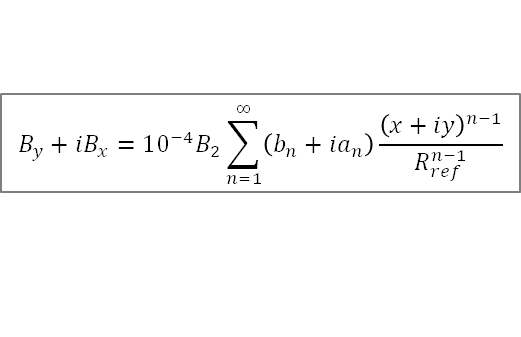 B_y + iB_x = 10^{-4} B_2 \sum_{n=1}^{\infty} (b_n + ia_n) \frac{(x + iy)^{n-1}}{R_{ref}^{n-1}}